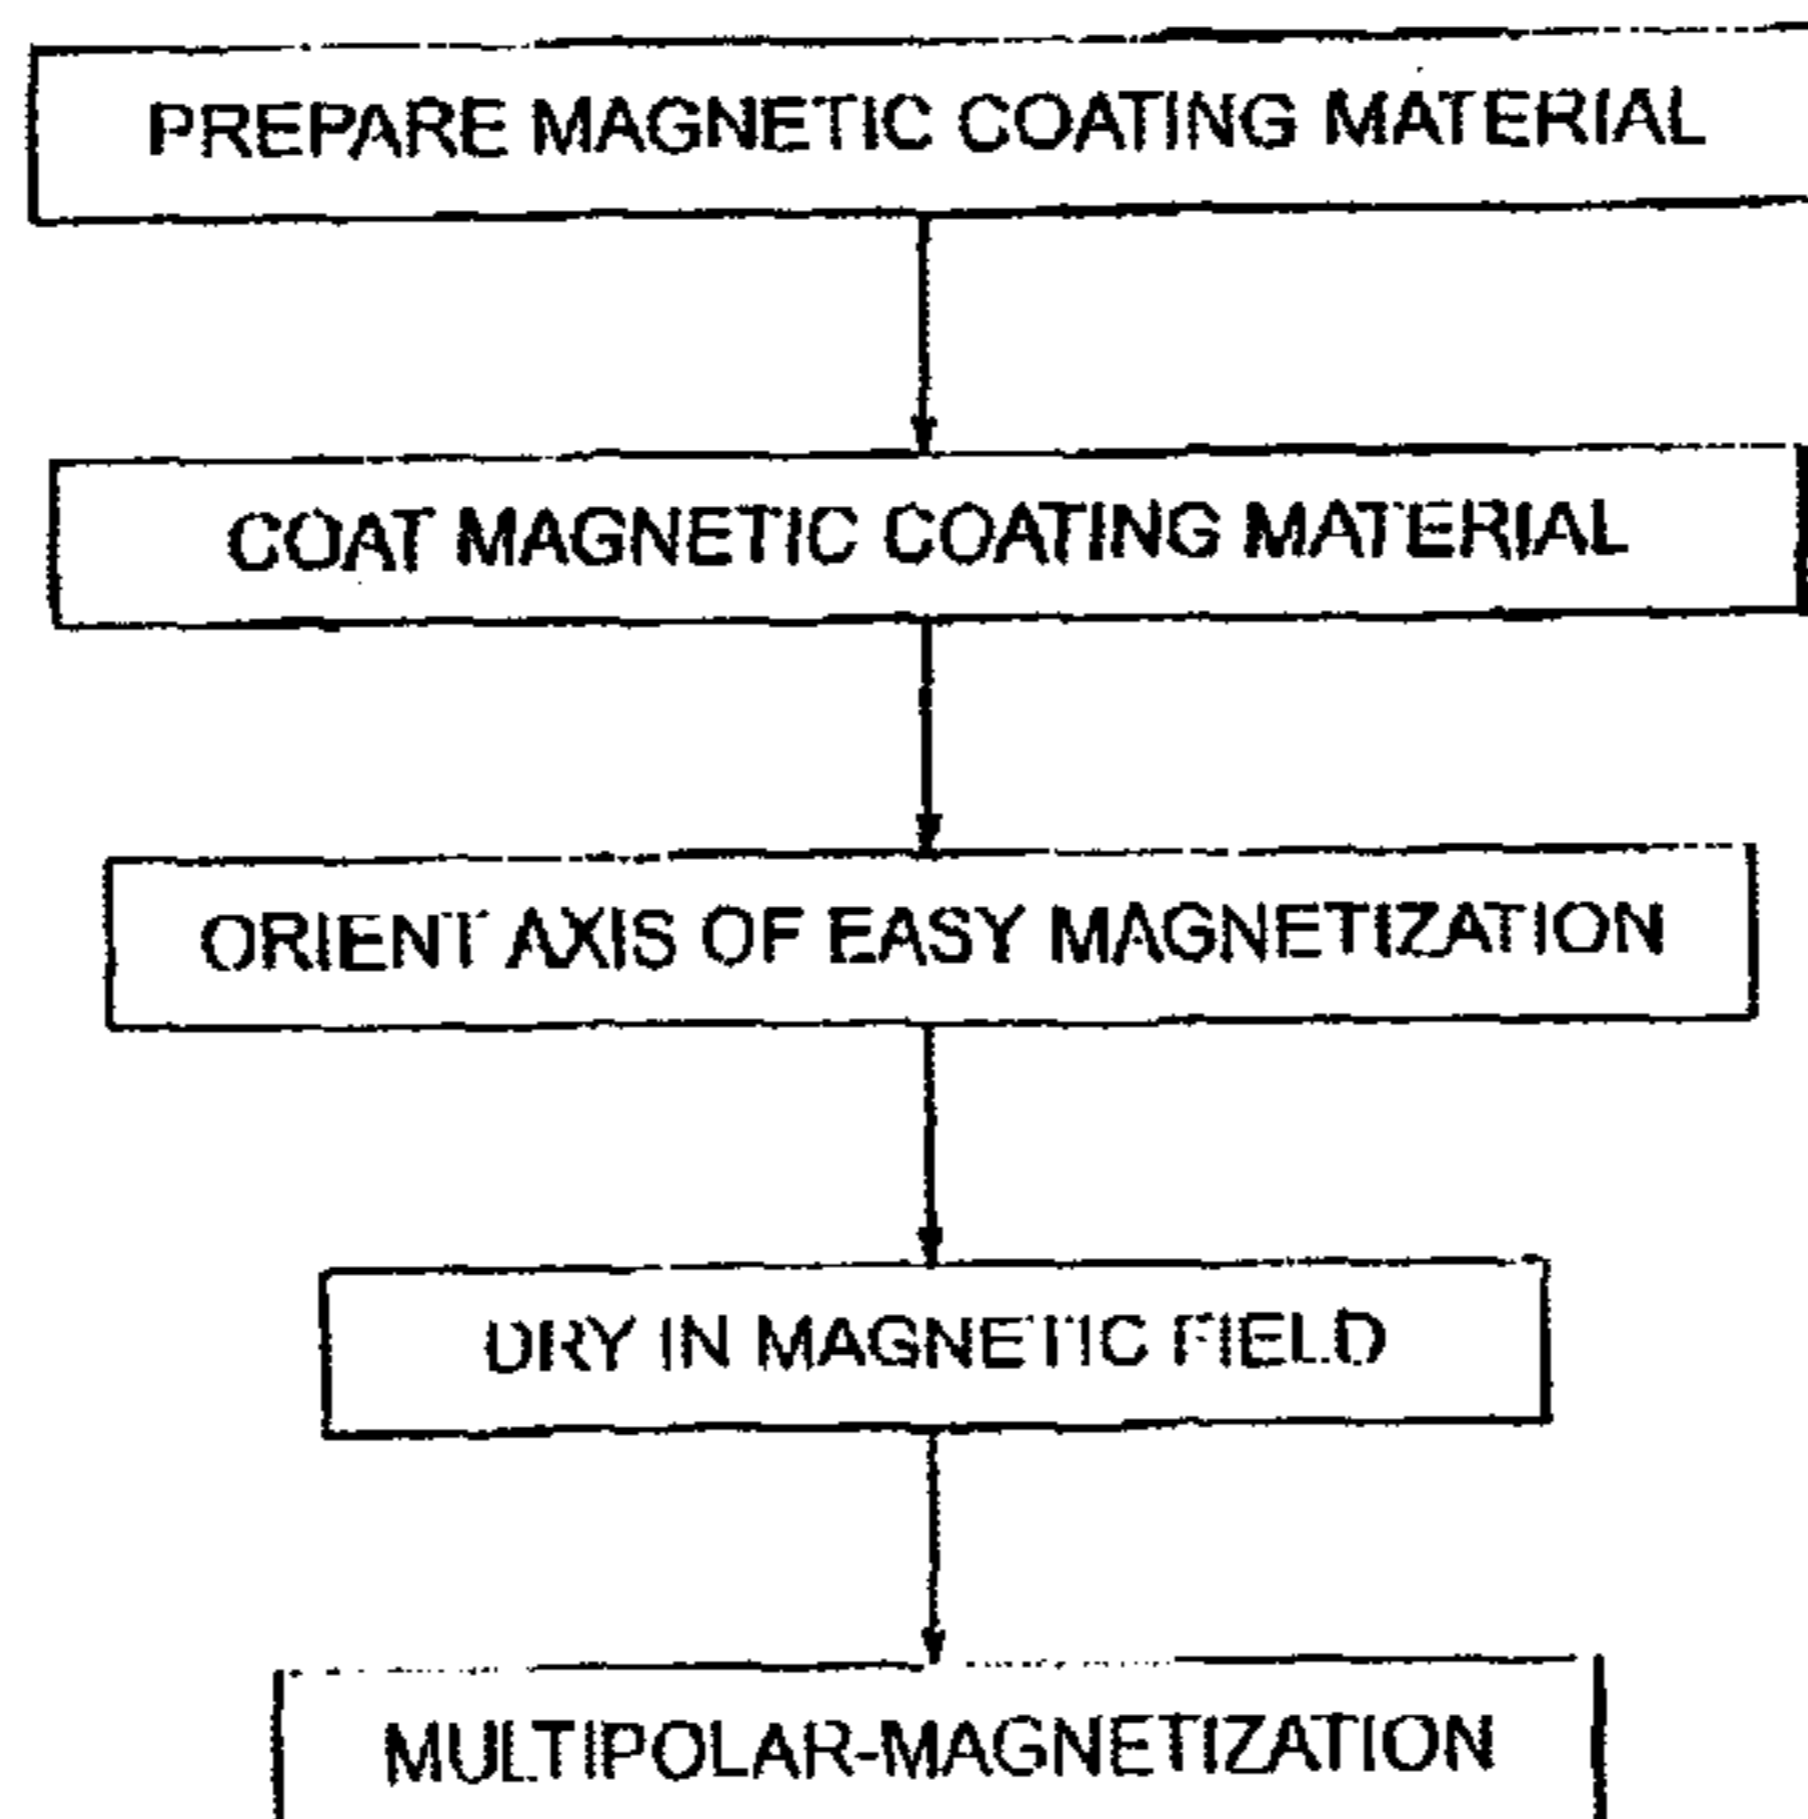 PREPARE MAGNETIC COATING MATERIAL
COAT MAGNETIC COATING MATERIAL
ORIENT AXIS OF EASY MAGNETIZATION
DRY IN MAGNETIC FIELD
MULTIPOLAR-MAGNETIZATION